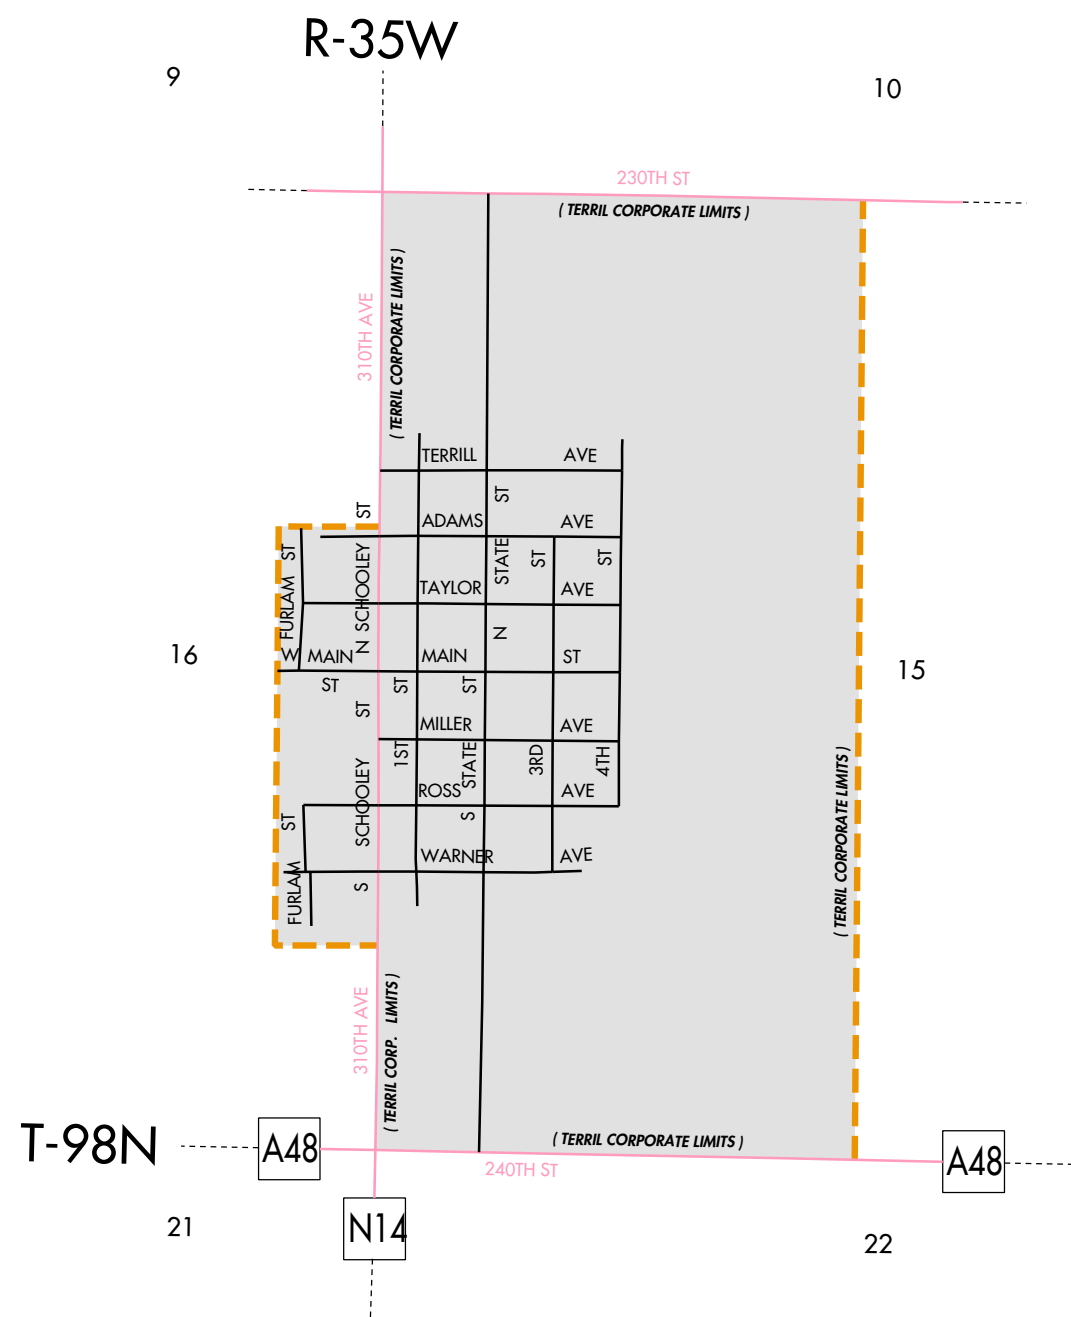 R-35W
9
10
230TH ST
( TERRIL CORPORATE LIMITS )
( TERRIL CORPORATE LIMITS )
310TH AVE
TERRILL AVE
ST
ST
ADAMS AVE
FURLAM ST
N SCHOOLEY
N STATE
ST
ST
TAYLOR AVE
W MAIN ST
MAIN ST
16
15
ST
ST
ST
MILLER AVE
1ST
S STATE
3RD
4TH
ROSS AVE
S SCHOOLEY
FURLAM ST
WARNER AVE
( TERRIL CORPORATE LIMITS )
310TH AVE
( TERRIL CORP. LIMITS )
T-98N
A48
( TERRIL CORPORATE LIMITS )
A48
240TH ST
21
N14
22